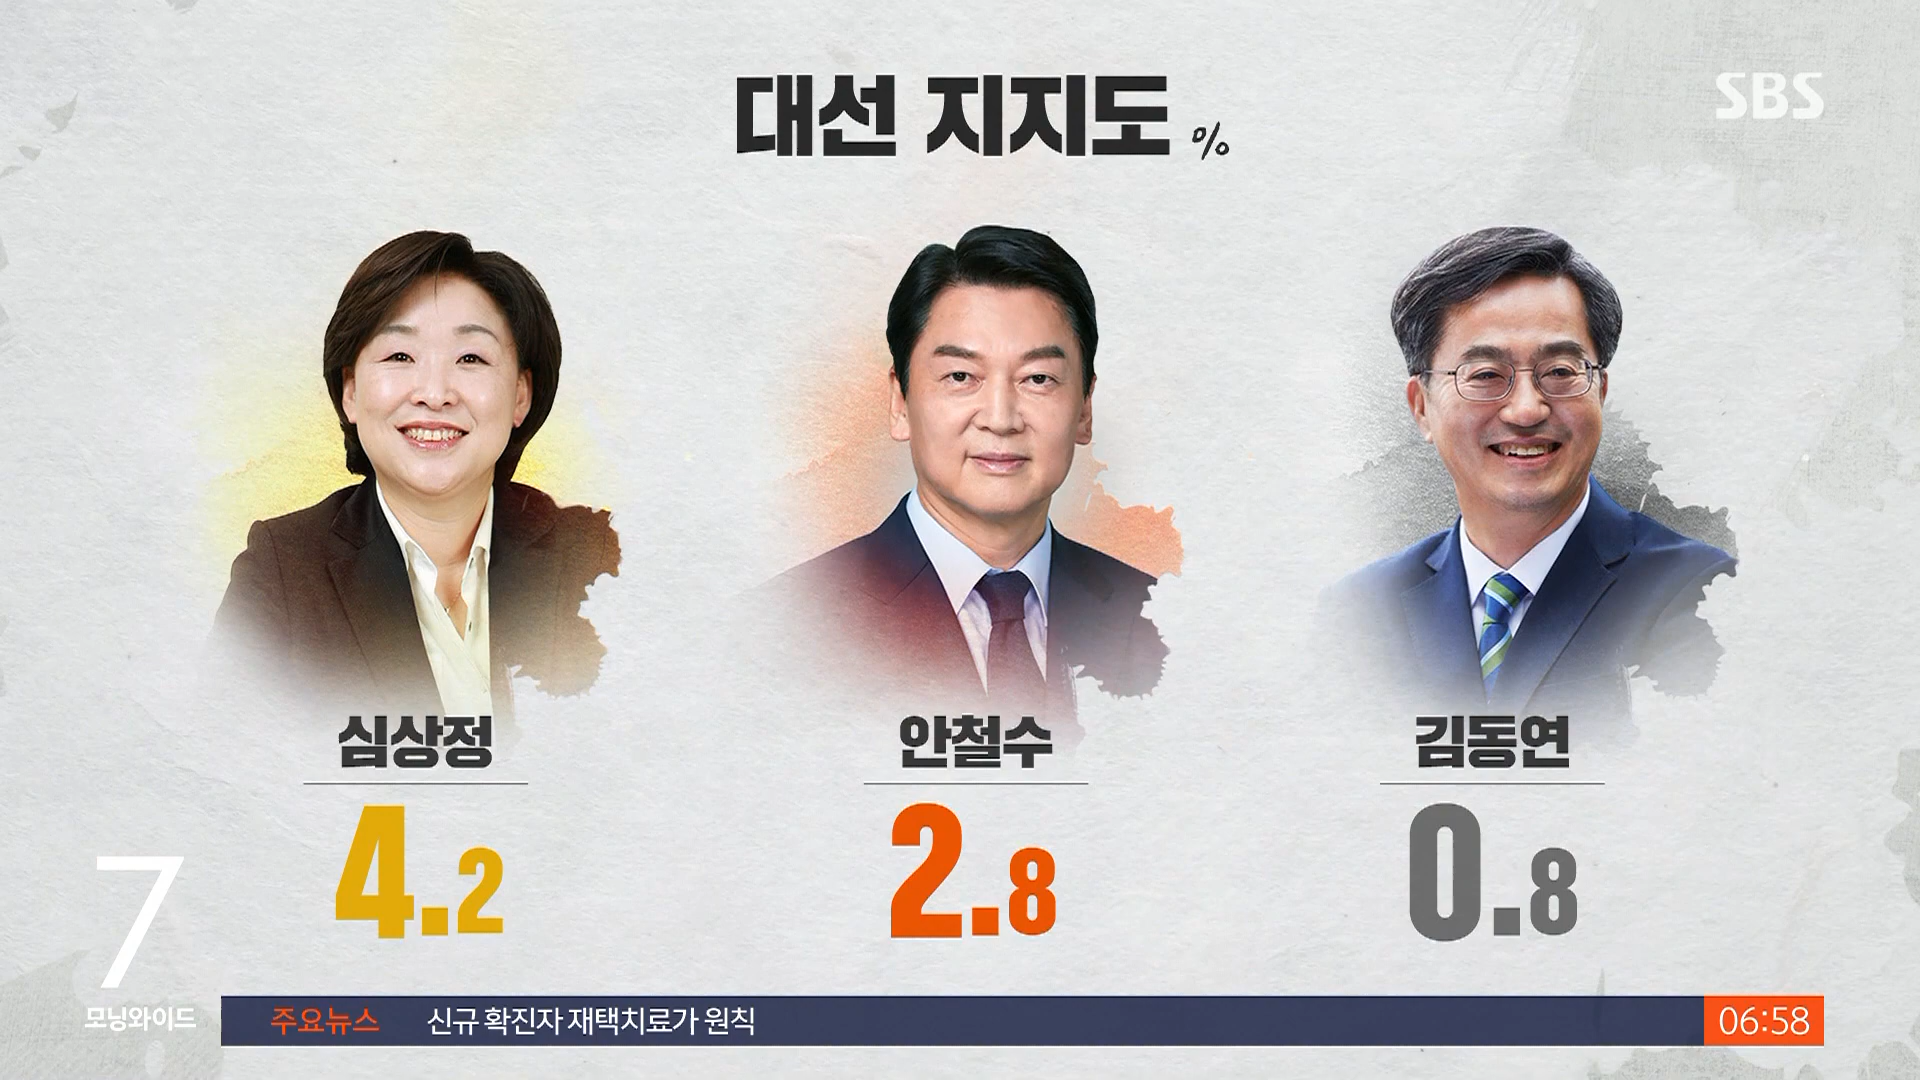 대선 지지도 %
SBS
심상정
안철수
김동연
4.2
2.8
0.8
7
모닝와이드
주요뉴스 신규 확진자 재택치료가 원칙
06:58